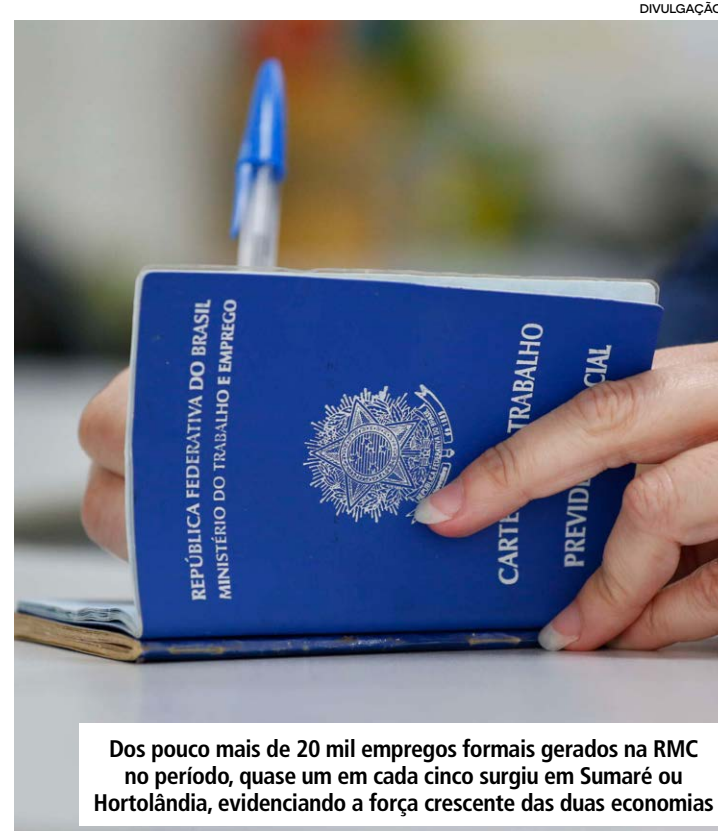 DIVULGAÇÃO
REPÚBLICA FEDERATIVA DO BRASIL
MINISTÉRIO DO TRABALHO E EMPREGO
CARTE TRABALHO
PREVIDE CIAL
Dos pouco mais de 20 mil empregos formais gerados na RMC
no período, quase um em cada cinco surgiu em Sumaré ou
Hortolândia, evidenciando a força crescente das duas economias